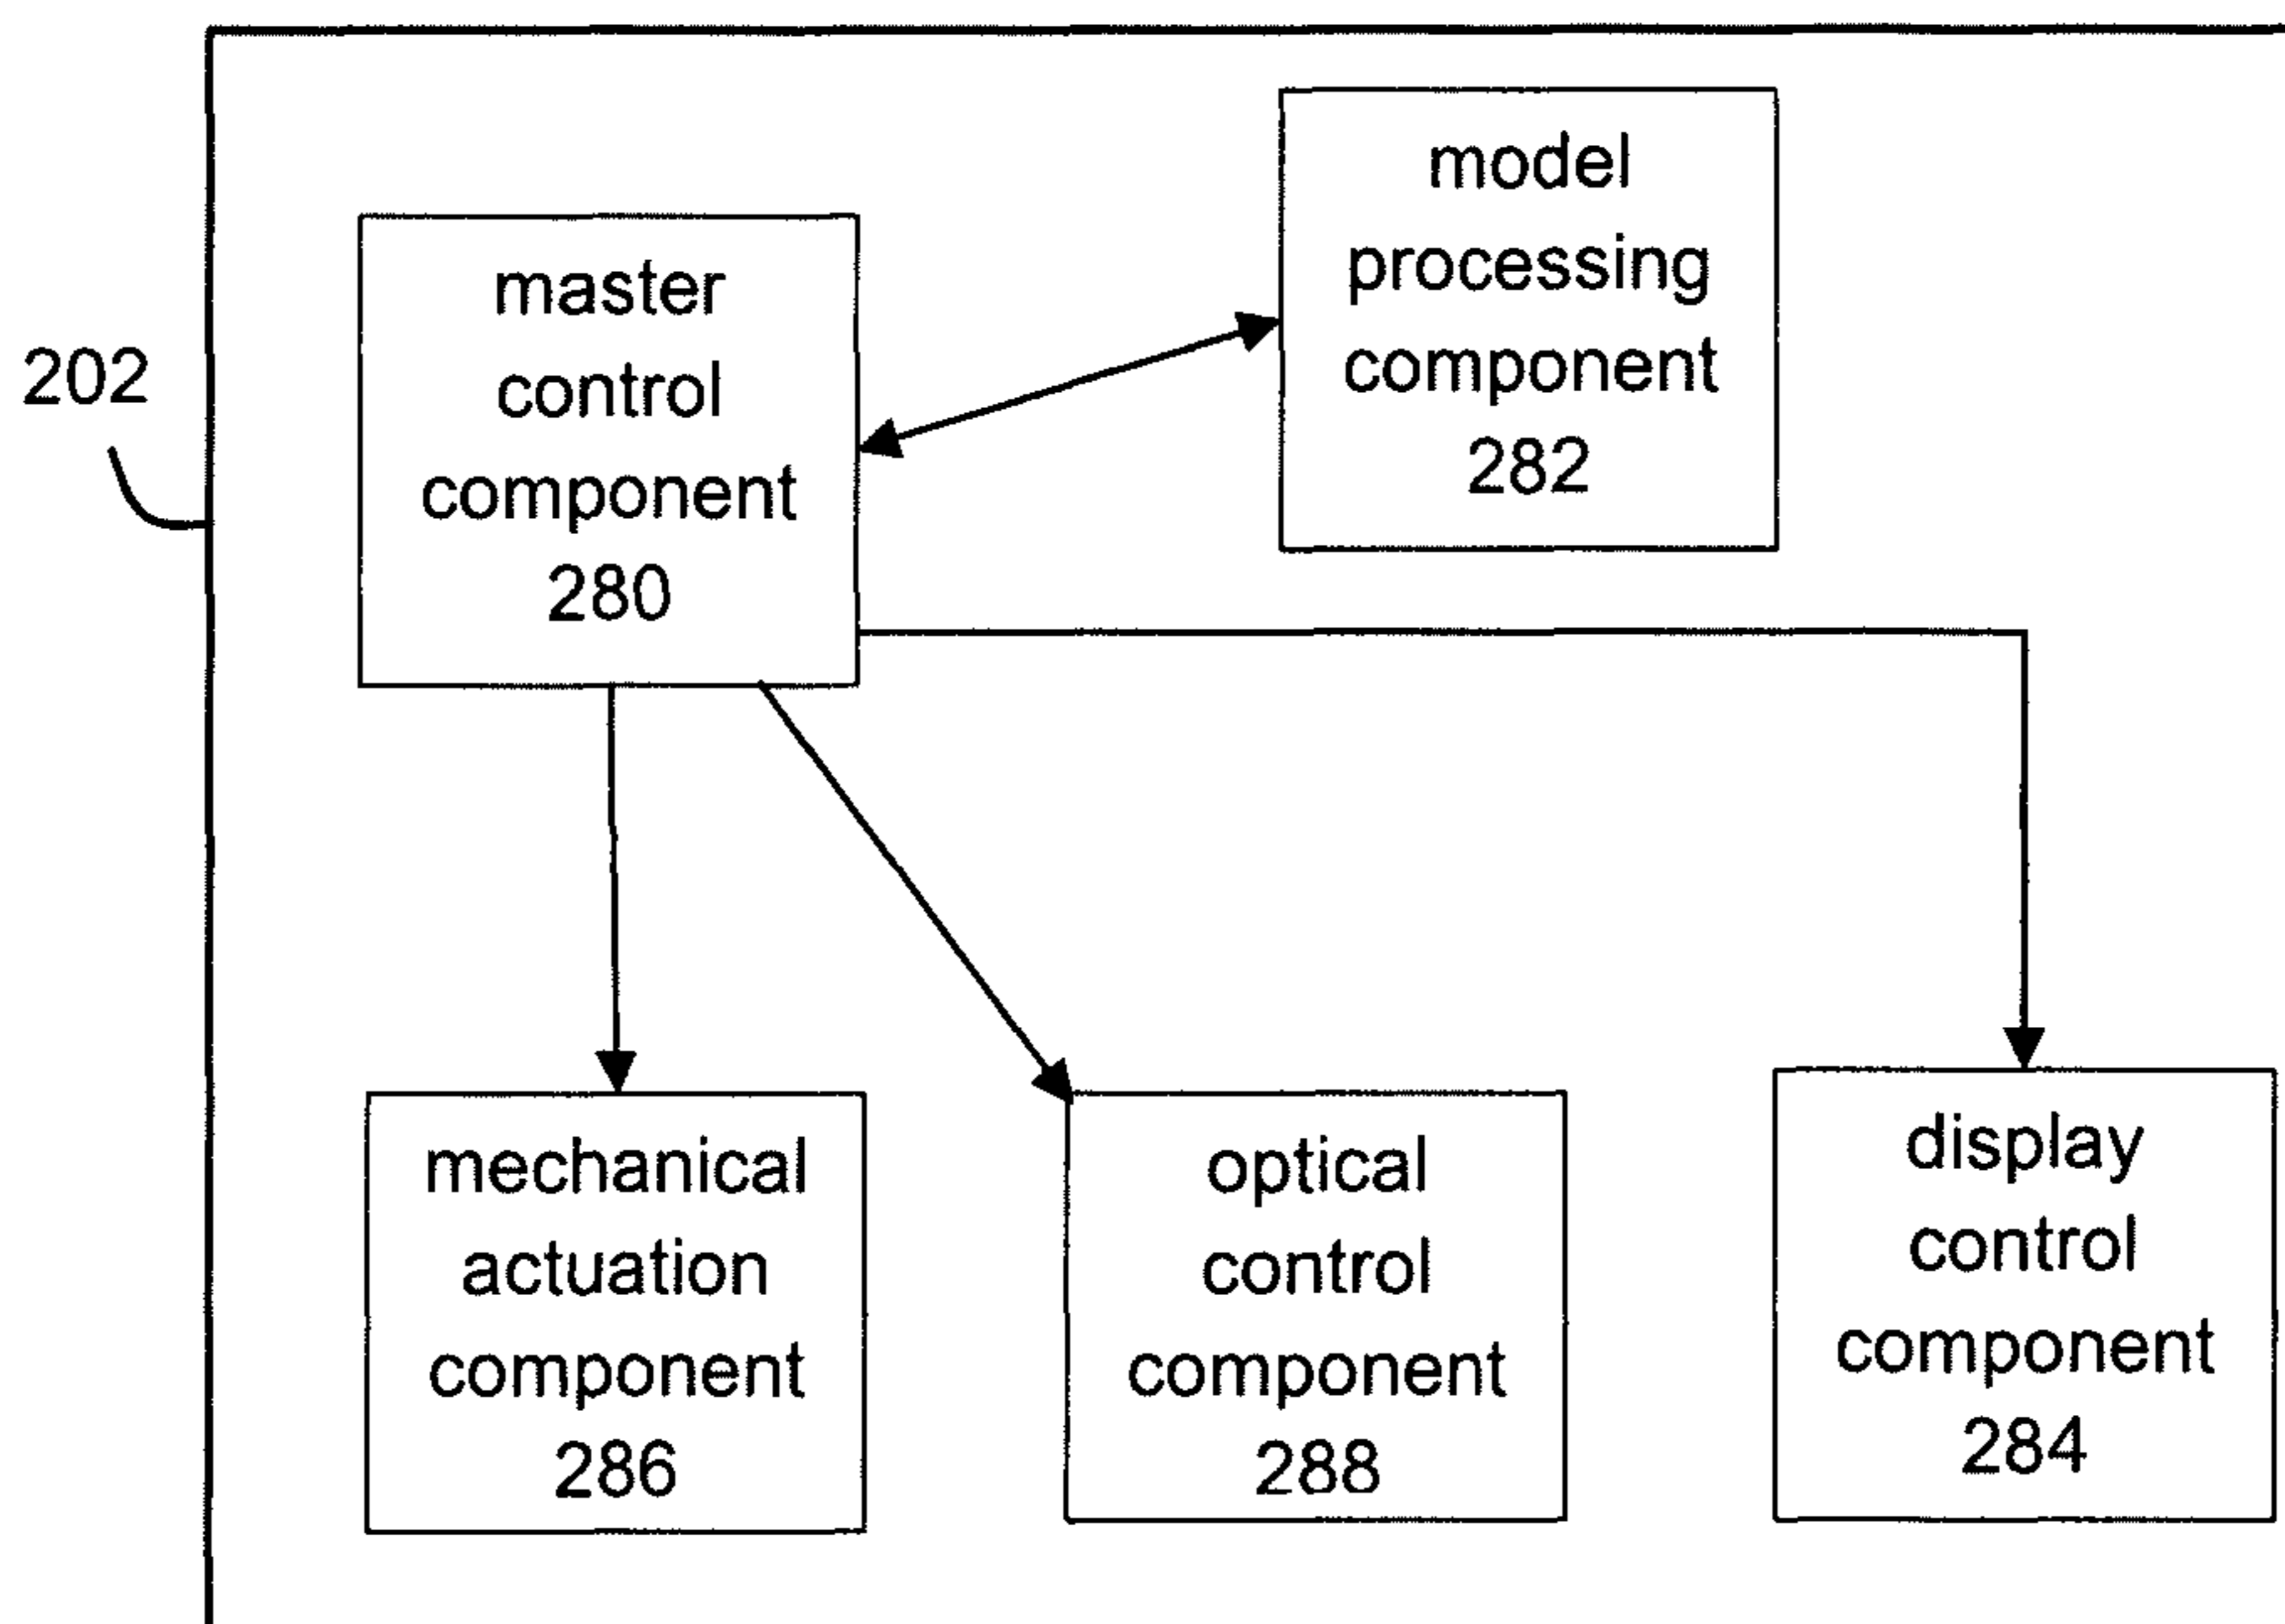 model
processing
component
282
master
control
component
280
202
mechanical
actuation
component
286
optical
control
component
288
display
control
component
284